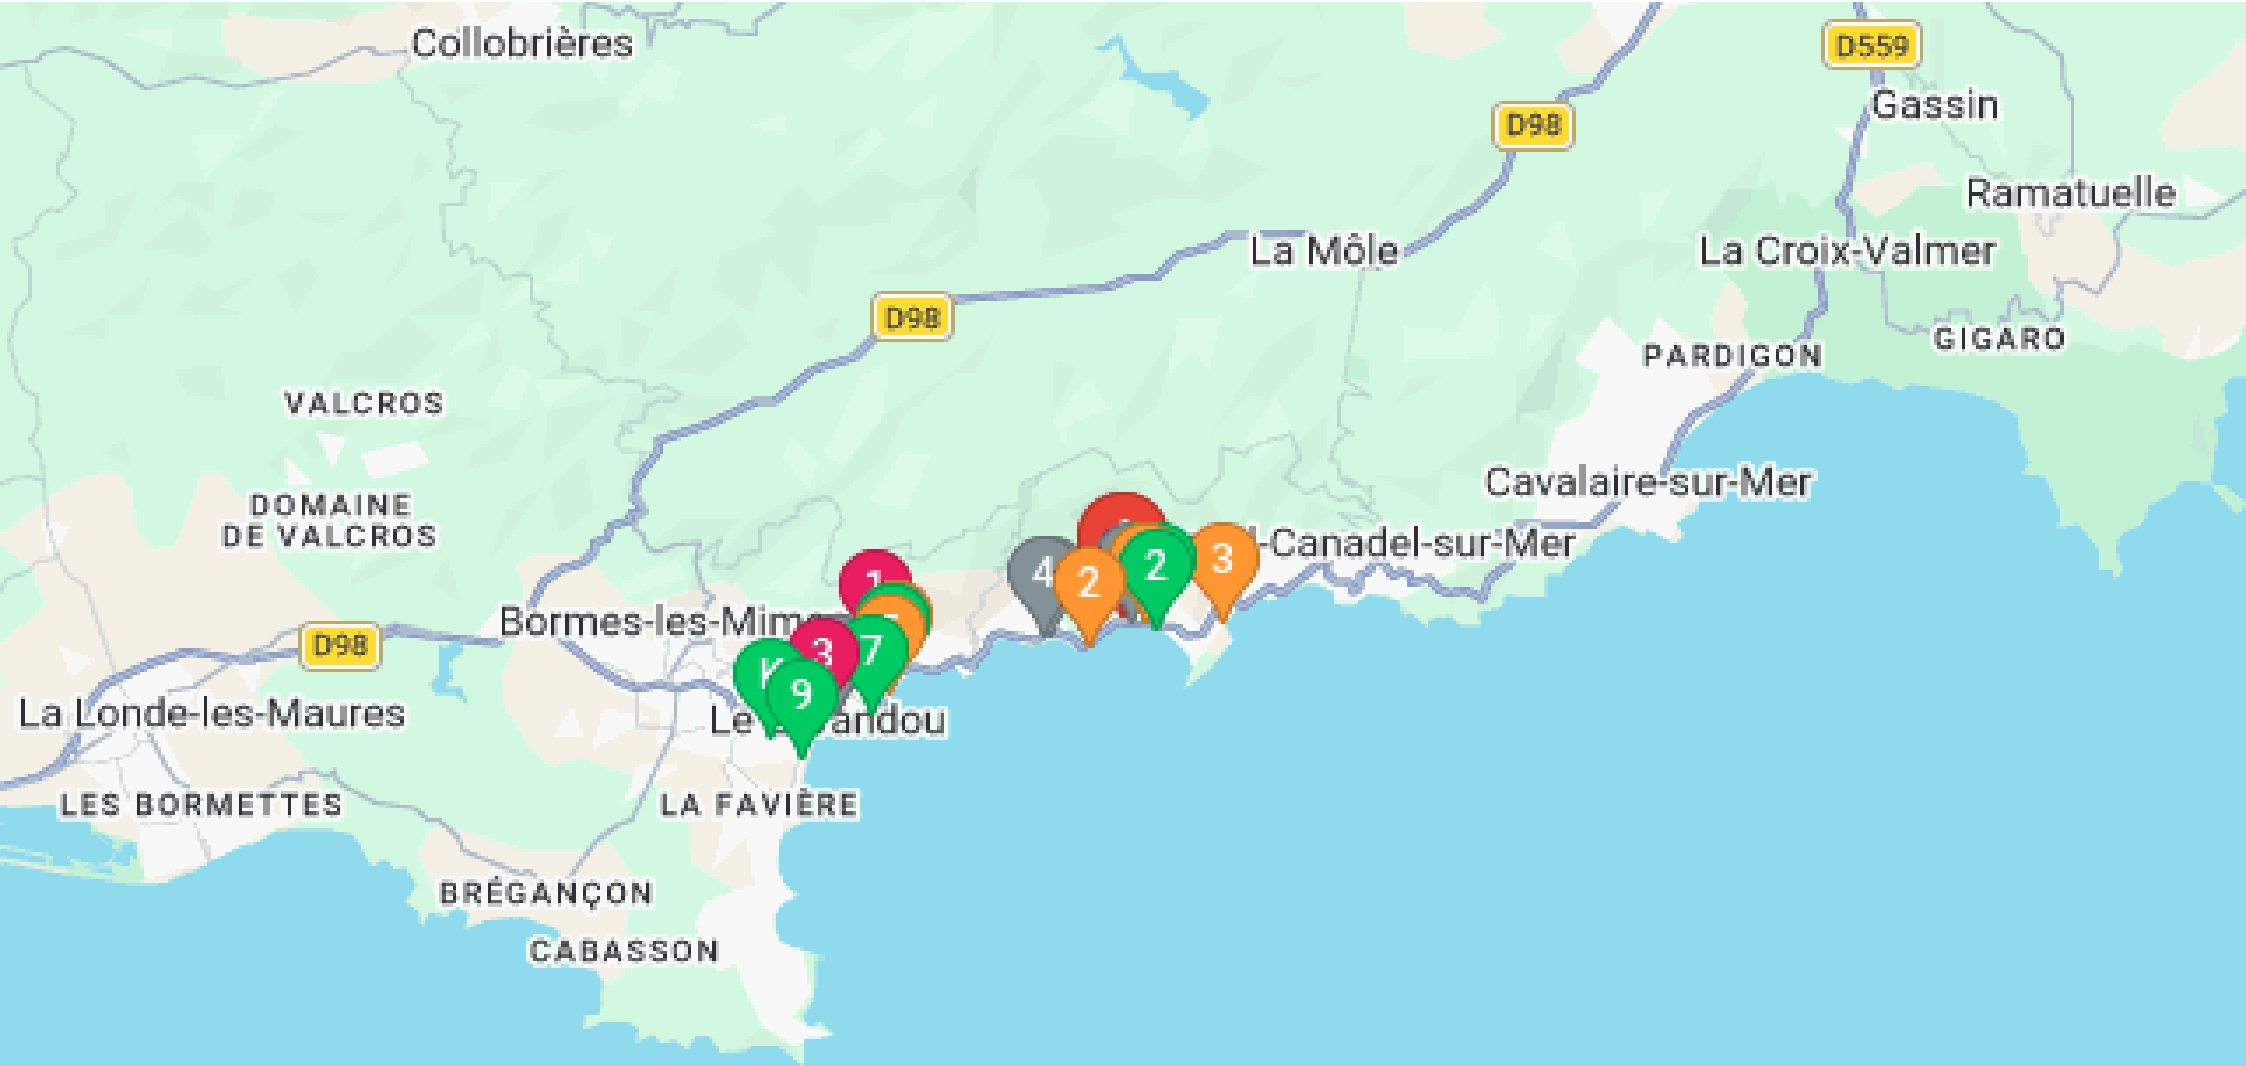 Collobrières
D559
Gassin
D98
Ramatuelle
La Môle
La Croix-Valmer
D98
GIGARO
PARDIGON
VALCROS
Cavalaire-sur-Mer
DOMAINE
DE VALCROS
-Canadel-sur-Mer
4
2
2
3
1
Bormes-les-Mim
D98
3
7
K
9
La Londe-les-Maures
Le
andou
LES BORMETTES
LA FAVIÈRE
BRÉGANÇON
CABASSON